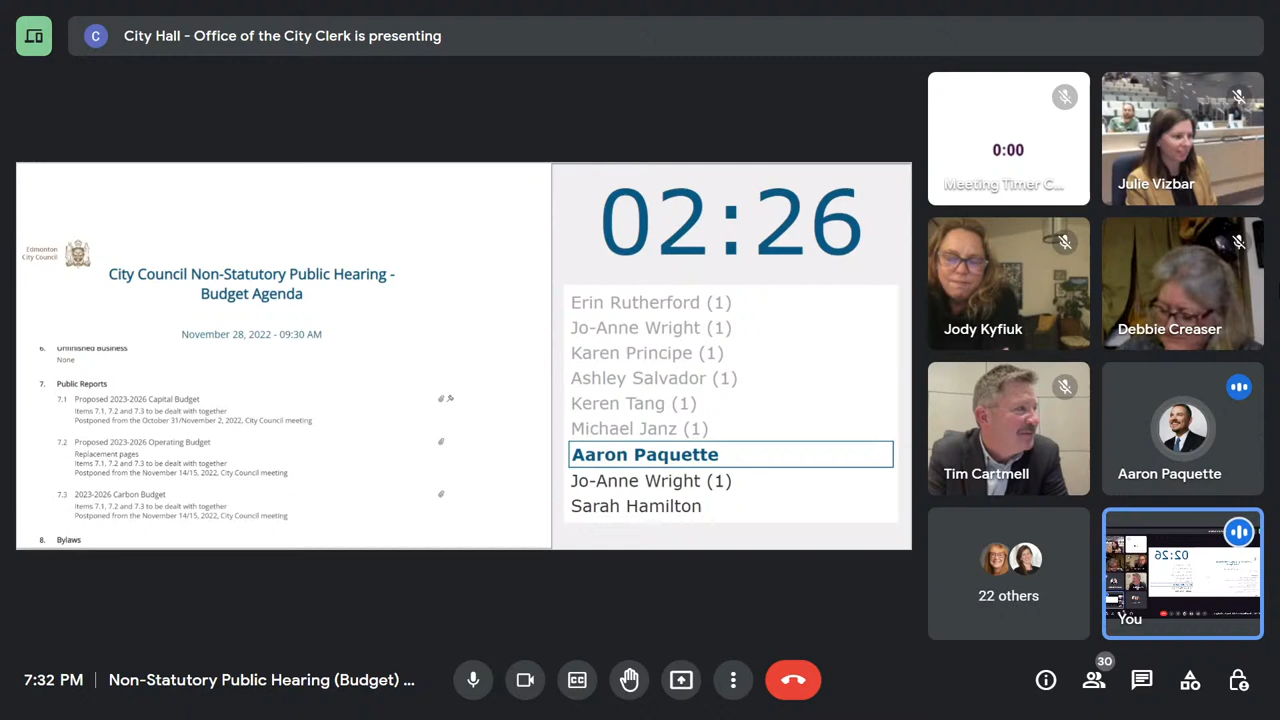 City Hall - Office of the City Clerk is presenting
Edmonton
City Council
City Council Non-Statutory Public Hearing -
Budget Agenda
November 28, 2022 - 09:30 AM
6. Unfinished Business
None
7. Public Reports
7.1 Proposed 2023-2026 Capital Budget
Items 7.1, 7.2 and 7.3 to be dealt with together
Postponed from the October 31/November 2, 2022, City Council meeting
7.2 Proposed 2023-2026 Operating Budget
Replacement pages
Items 7.1, 7.2 and 7.3 to be dealt with together
Postponed from the November 14/15, 2022, City Council meeting
7.3 2023-2026 Carbon Budget
Items 7.1, 7.2 and 7.3 to be dealt with together
Postponed from the November 14/15, 2022, City Council meeting
8. Bylaws
02:26
Erin Rutherford (1)
Jo-Anne Wright (1)
Karen Principe (1)
Ashley Salvador (1)
Keren Tang (1)
Michael Janz (1)
Aaron Paquette
Jo-Anne Wright (1)
Sarah Hamilton
0:00
Meeting Timer C...
Julie Vizbar
Jody Kyfiuk
Debbie Creaser
Tim Cartmell
Aaron Paquette
22 others
02:26
You
7:32 PM | Non-Statutory Public Hearing (Budget) ...
30